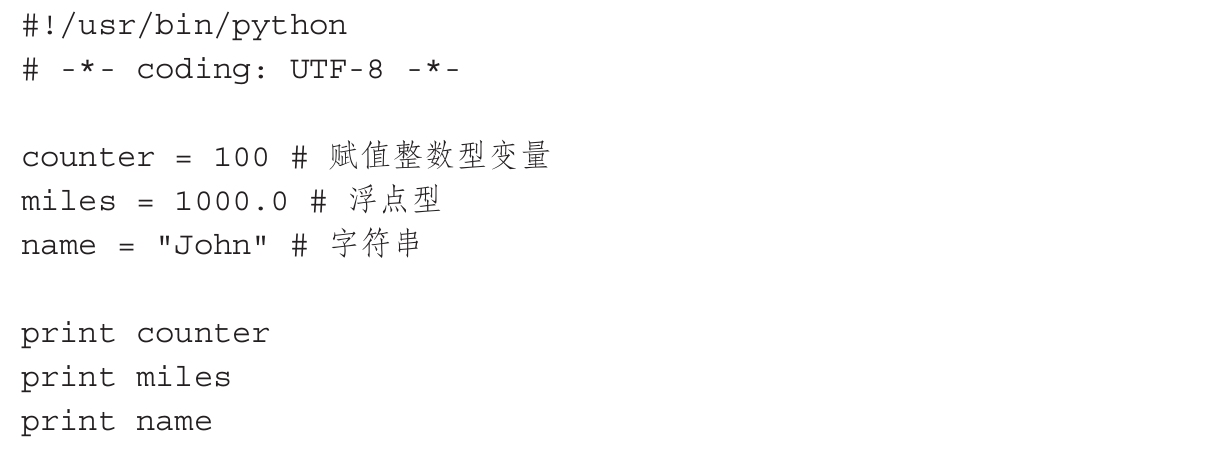 #!/usr/bin/python
# -*- coding: UTF-8 -*-
counter = 100 # 赋值整数型变量
miles = 1000.0 # 浮点型
name = "John" # 字符串
print counter
print miles
print name